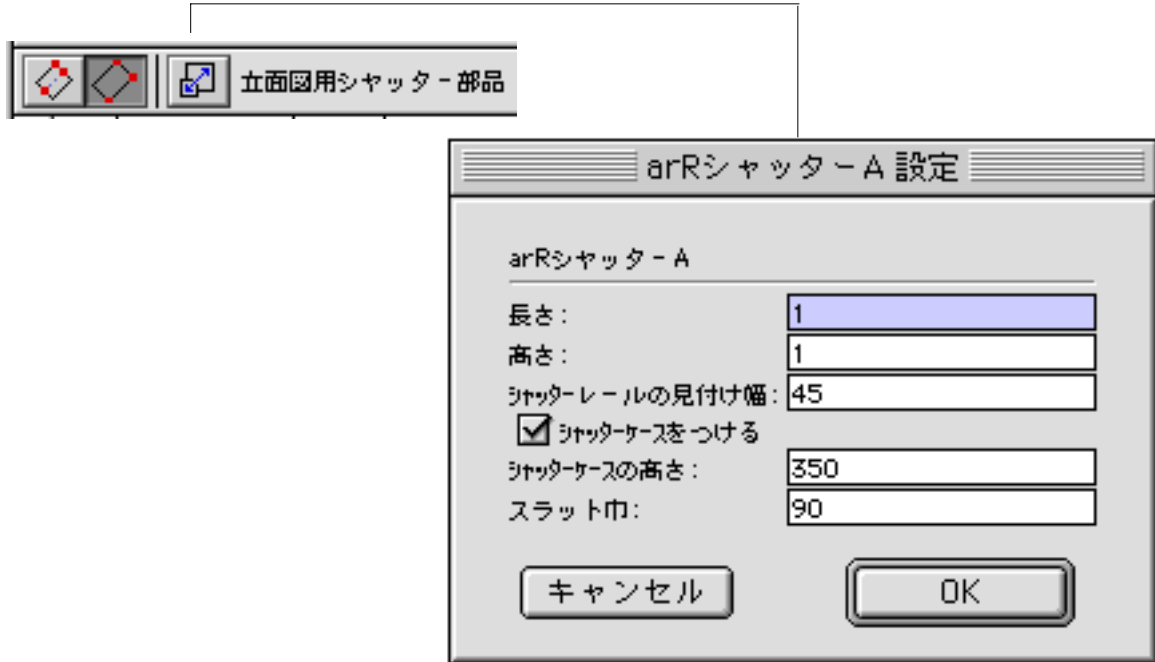 立面図用シャッター部品
arRシャッターA 設定
arRシャッターA
長さ: 1
高さ: 1
ｼｬｯﾀｰレールの見付け幅: 45
ｼｬｯﾀｰｹｰｽをつける
ｼｬｯﾀｰｹｰｽの高さ: 350
スラット巾: 90
キャンセル OK